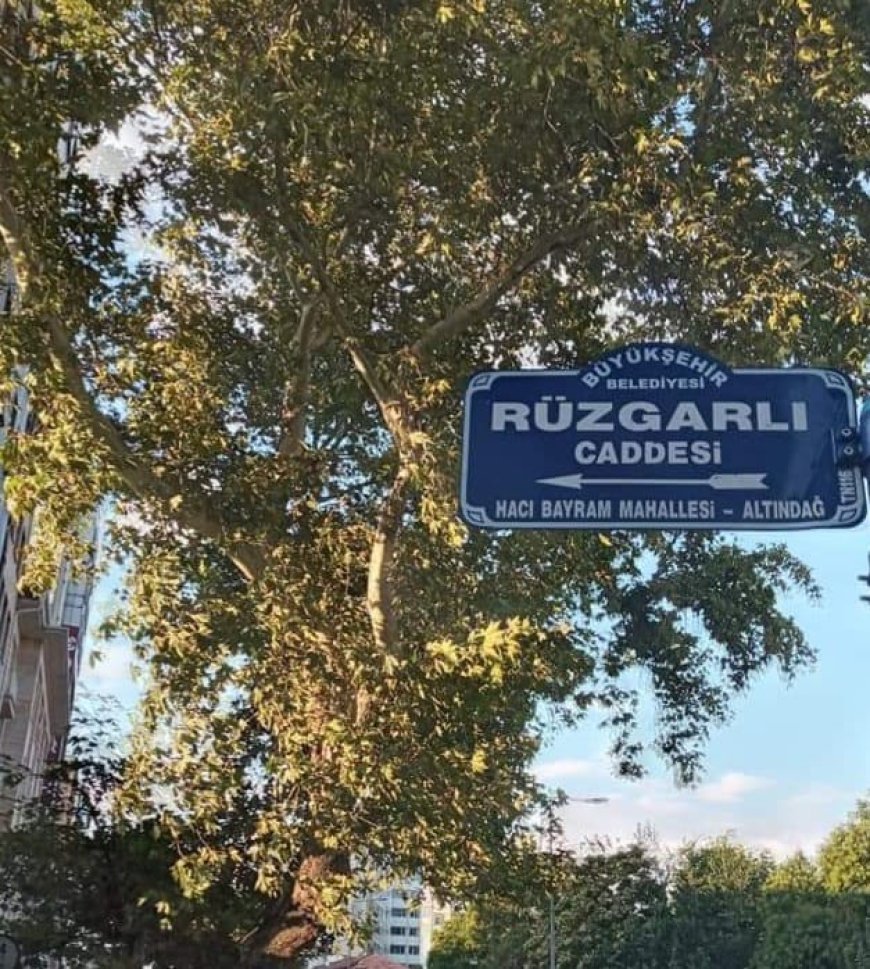 BÜYÜKŞEHİR
BELEDİYESİ
RÜZGARLI
CADDESİ
HACI BAYRAM MAHALLESİ - ALTINDAĞ